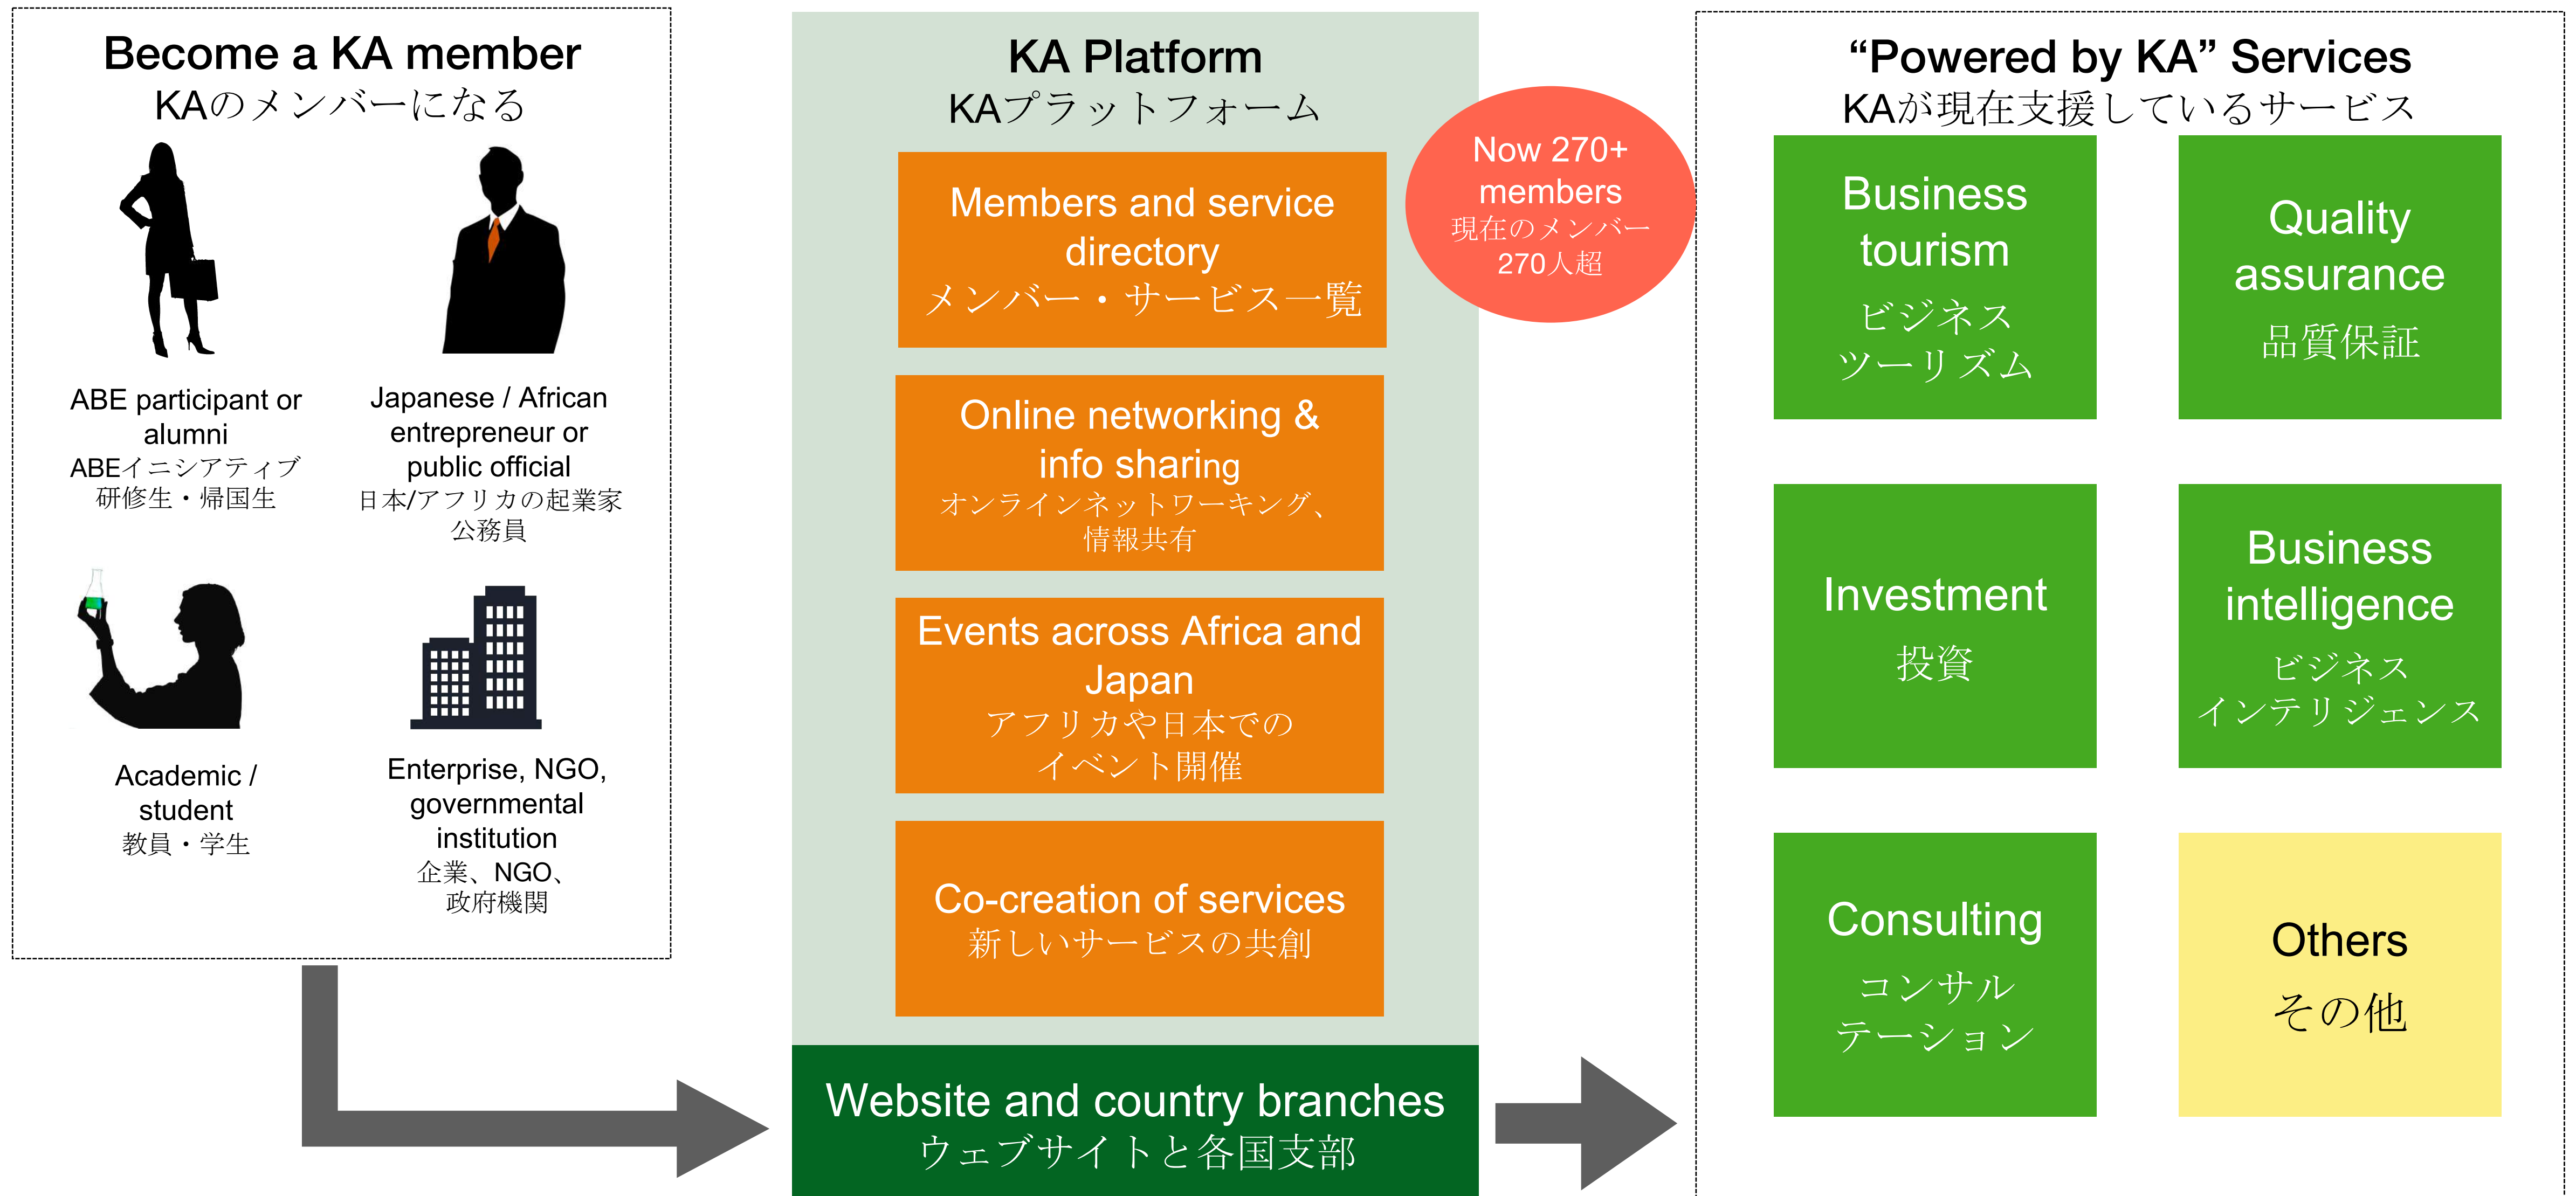 Become a KA member
KAのメンバーになる
ABE participant or
alumni
ABEイニシアティブ
研修生・帰国生
Japanese / African
entrepreneur or
public official
日本/アフリカの起業家
公務員
Academic /
student
教員・学生
Enterprise, NGO,
governmental
institution
企業、NGO、
政府機関
KA Platform
KAプラットフォーム
Members and service
directory
メンバー・サービス一覧
Now 270+
members
現在のメンバー
270人超
Online networking &
info sharing
オンラインネットワーキング、
情報共有
Events across Africa and
Japan
アフリカや日本での
イベント開催
Co-creation of services
新しいサービスの共創
Website and country branches
ウェブサイトと各国支部
“Powered by KA” Services
KAが現在支援しているサービス
Business
tourism
ビジネス
ツーリズム
Quality
assurance
品質保証
Investment
投資
Business
intelligence
ビジネス
インテリジェンス
Consulting
コンサル
テーション
Others
その他